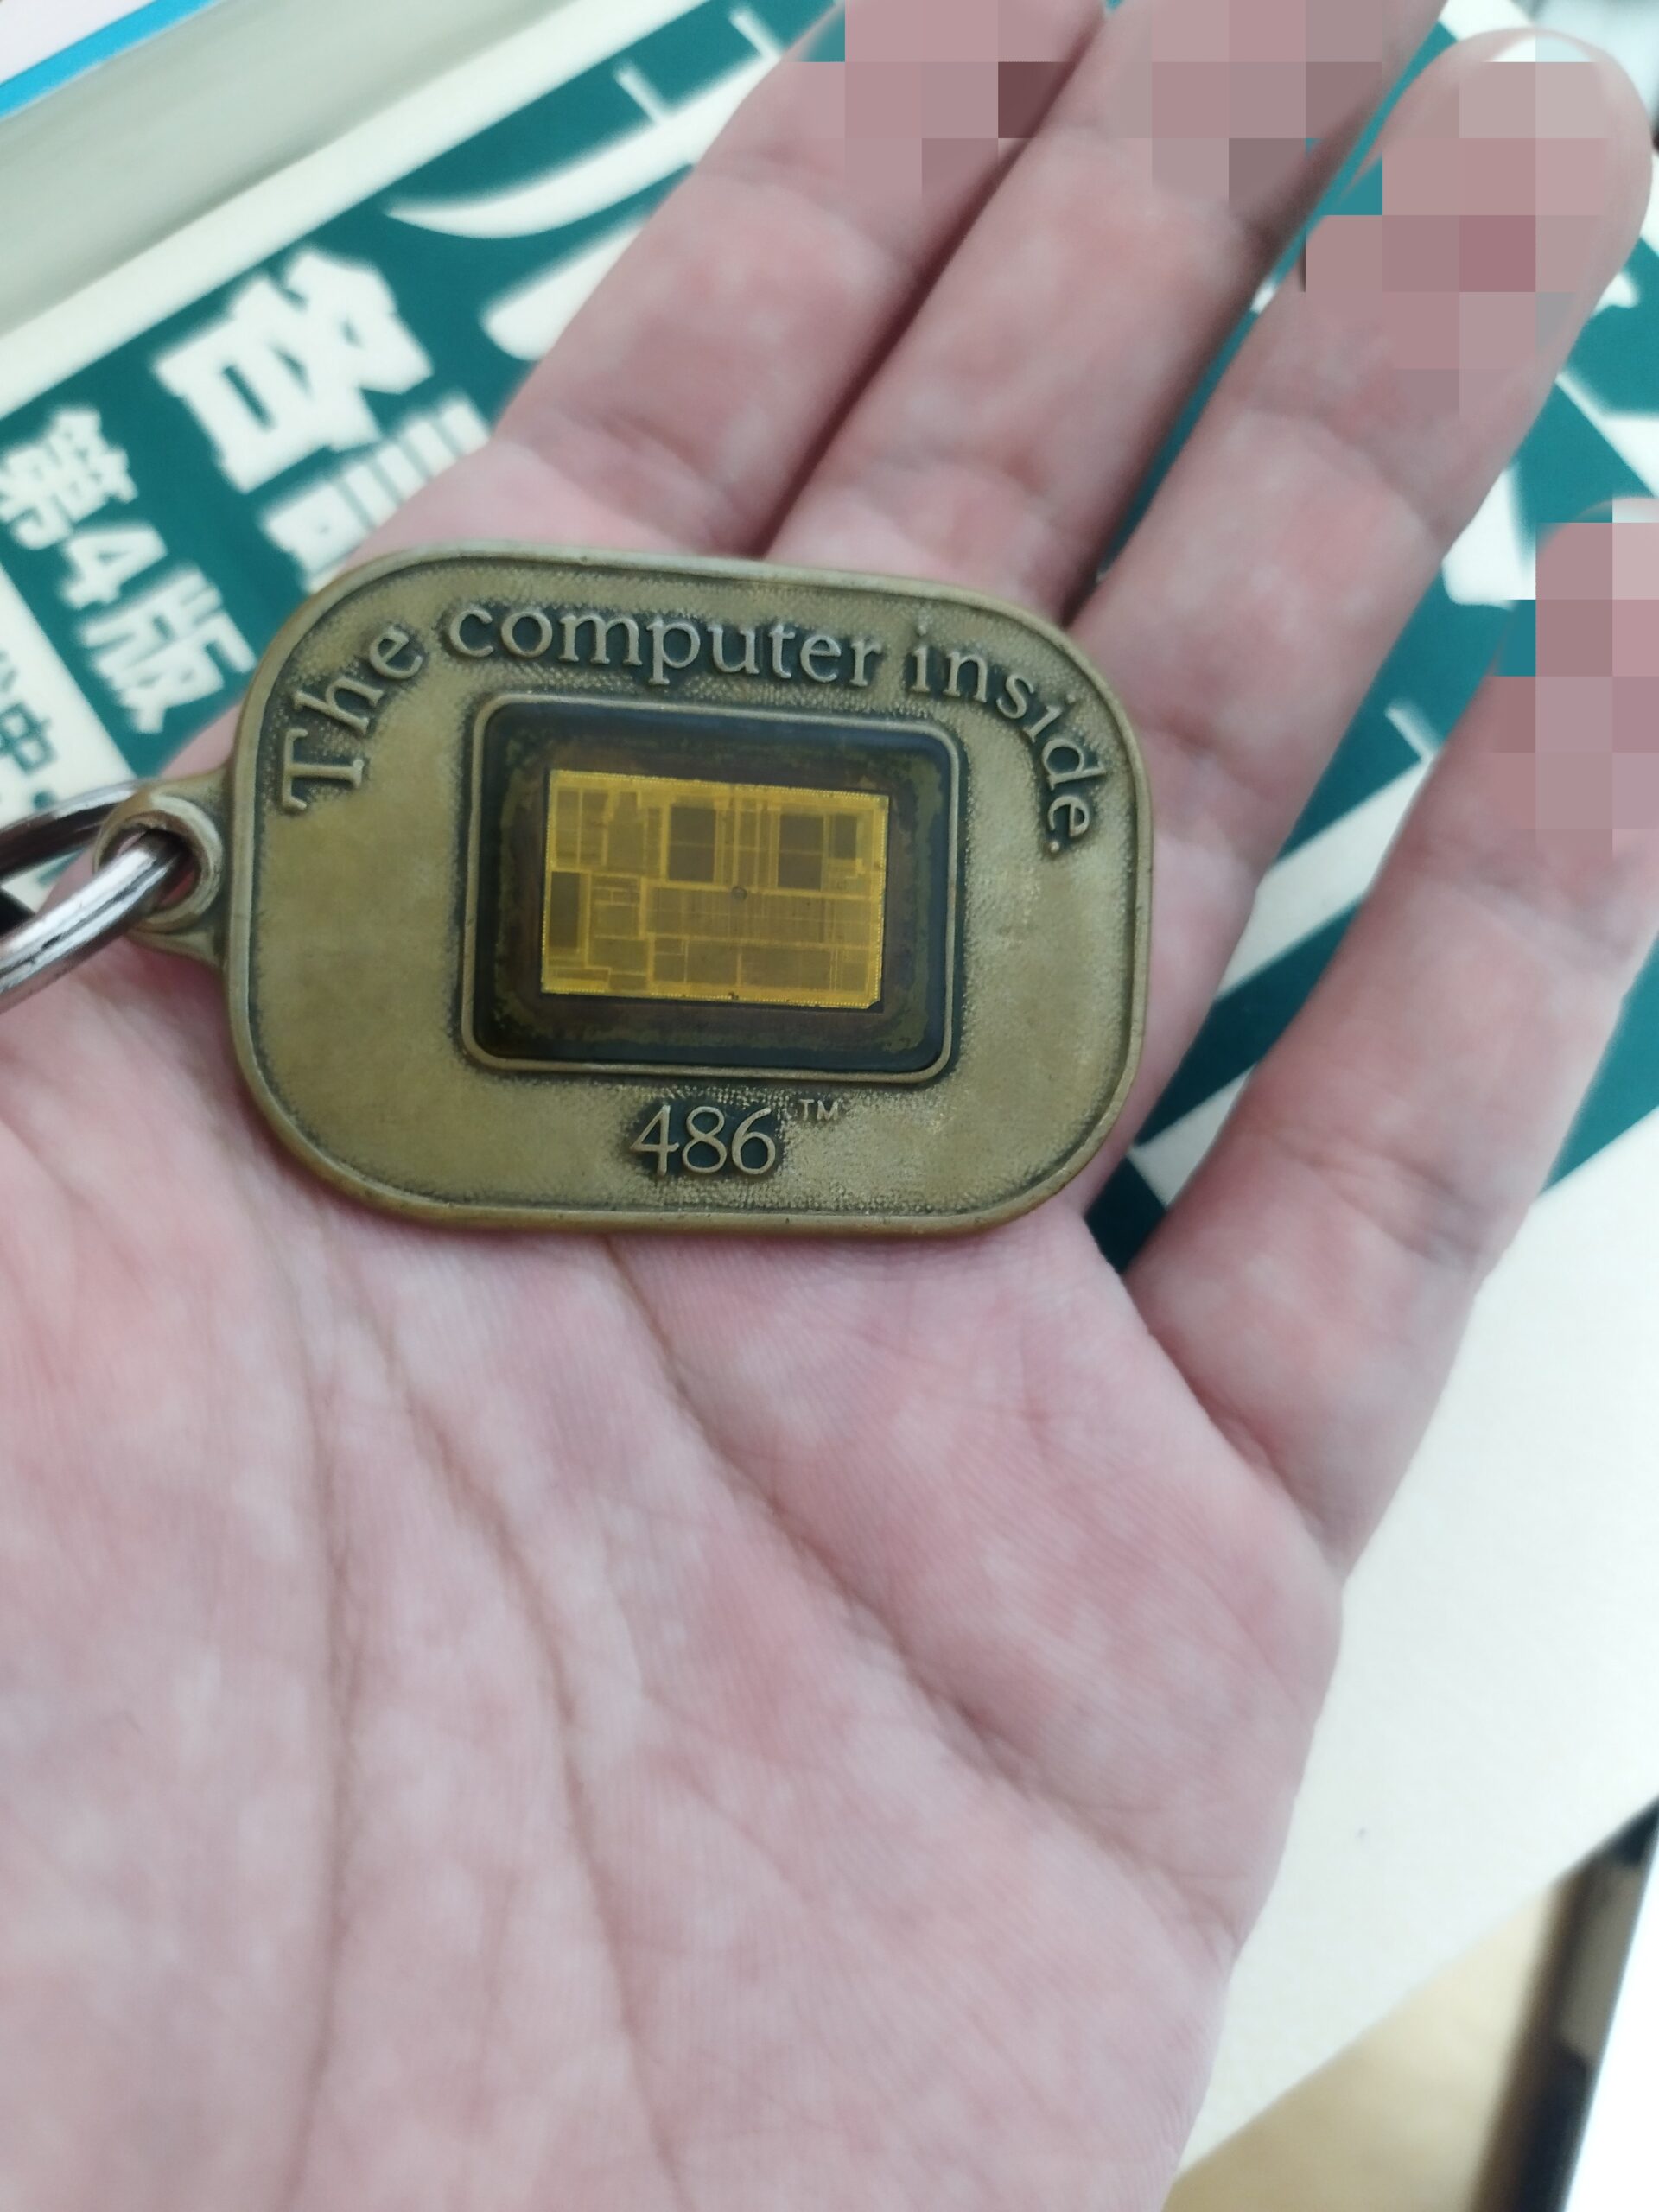 The computer inside.
486™
第4版